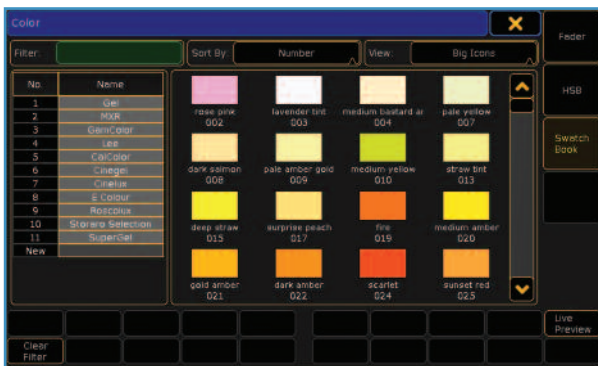 Color
Fader
Filter:
Sort By:
Number
View:
Big Icons
HSB
No.
Name
1 Gel
2 MXR
3 GamColor
4 Lee
5 CalColor
6 Cinegel
7 Cinelux
8 E Colour
9 Roscolux
10 Storaro Selection
11 SuperGel
New
rose pink
002
lavender tint
003
medium bastard ar
004
pale yellow
007
Swatch
Book
dark salmon
008
pale amber gold
009
medium yellow
010
straw tint
013
deep straw
015
surprise peach
017
fire
019
medium amber
020
gold amber
021
dark amber
022
scarlet
024
sunset red
025
Live
Preview
Clear
Filter